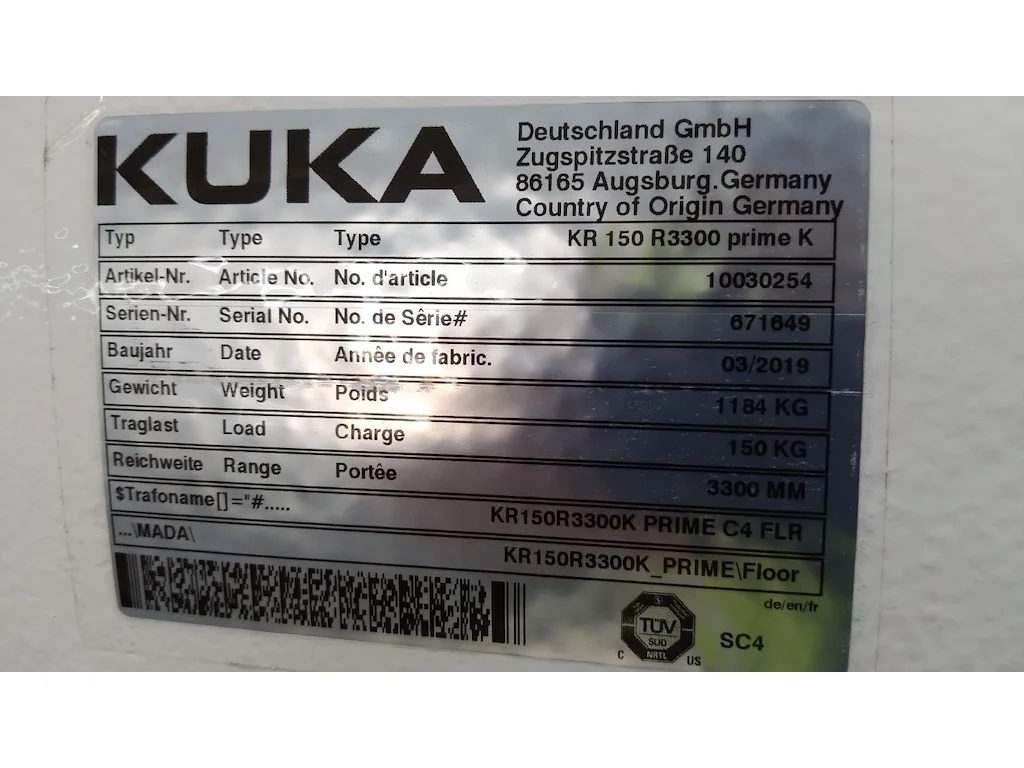 KUKA
Deutschland GmbH
Zugspitzstraße 140
86165 Augsburg.Germany
Country of Origin Germany
Typ Type Type KR 150 R3300 prime K
Artikel-Nr. Article No. No. d'article 10030254
Serien-Nr. Serial No. No. de Sêrie# 671649
Baujahr Date Annêe de fabric. 03/2019
Gewicht Weight Poids 1184 KG
Traglast Load Charge 150 KG
Reichweite Range Portêe 3300 MM
$Trafoname[]="#..... KR150R3300K PRIME C4 FLR
...\MADA\ KR150R3300K_PRIME\Floor
de/en/fr
TÜV
SÜD
C NRTL US
SC4